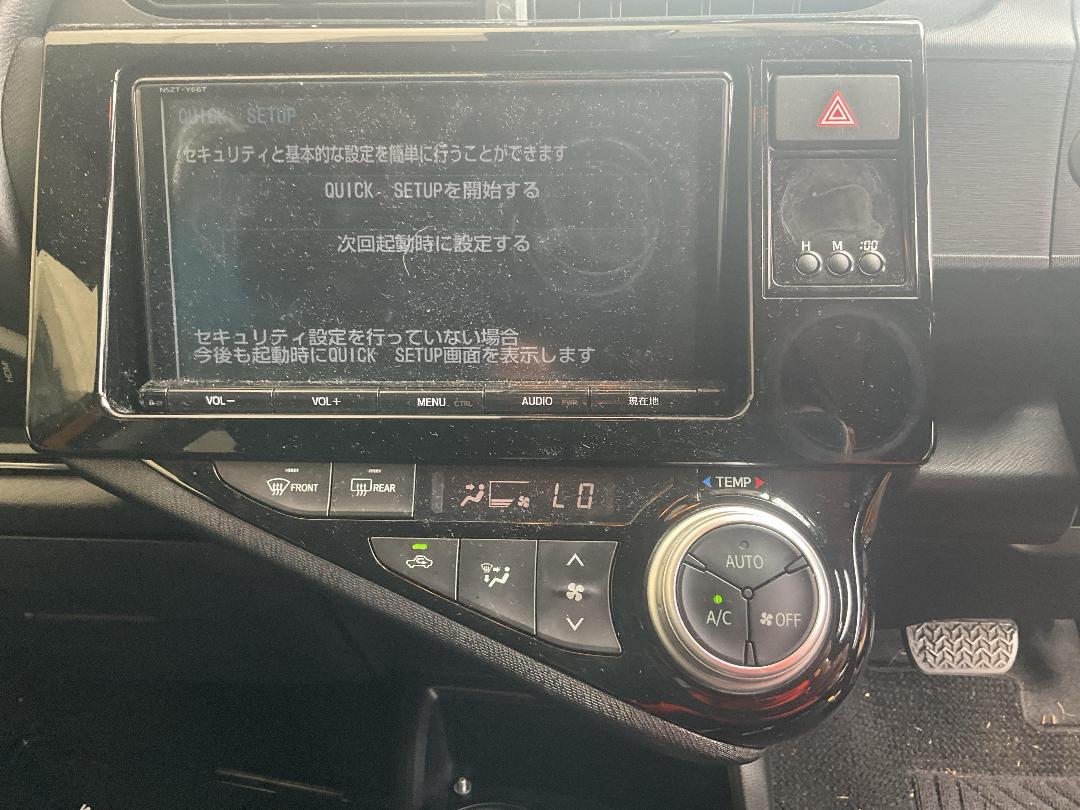 NSZT-Y66T
QUICK SETUP
セキュリティと基本的な設定を簡単に行うことができます
QUICK SETUPを開始する
次回起動時に設定する
セキュリティ設定を行っていない場合
今後も起動時にQUICK SETUP画面を表示します
VOL－
VOL＋
MENU CTRL
AUDIO PWR
現在地
H M :00
FRONT
REAR
LO
TEMP
AUTO
A/C
OFF
HDMI